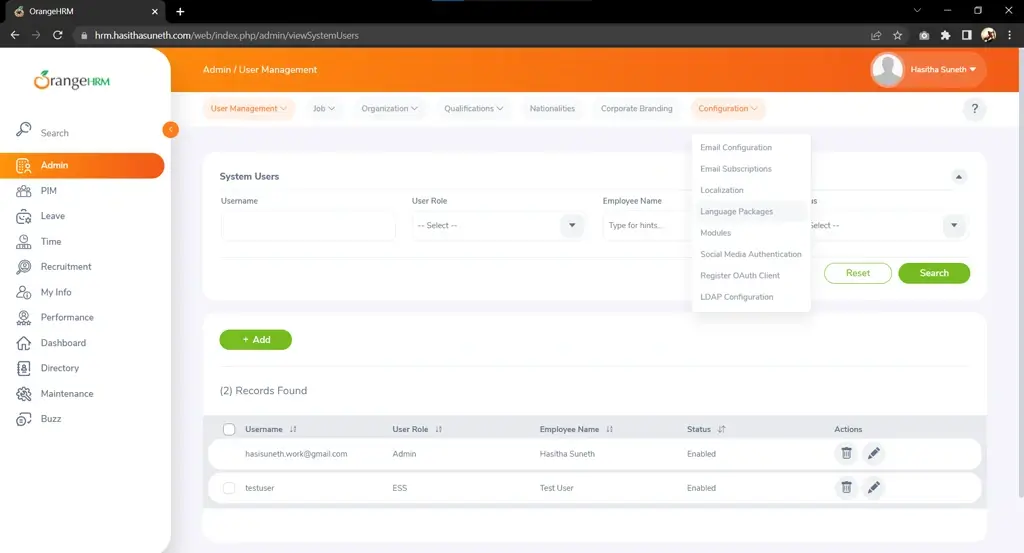 OrangeHRM
hrm.hasithasuneth.com/web/index.php/admin/viewSystemUsers
OrangeHRM
Admin / User Management
Hasitha Suneth
User Management
Job
Organization
Qualifications
Nationalities
Corporate Branding
Configuration
?
Search
Admin
PIM
Leave
Time
Recruitment
My Info
Performance
Dashboard
Directory
Maintenance
Buzz
Email Configuration
Email Subscriptions
Localization
Language Packages
Modules
Social Media Authentication
Register OAuth Client
LDAP Configuration
System Users
Username
User Role
Employee Name
-- Select --
Type for hints...
Reset
Search
+ Add
(2) Records Found
Username
User Role
Employee Name
Status
Actions
hasisuneth.work@gmail.com
Admin
Hasitha Suneth
Enabled
testuser
ESS
Test User
Enabled